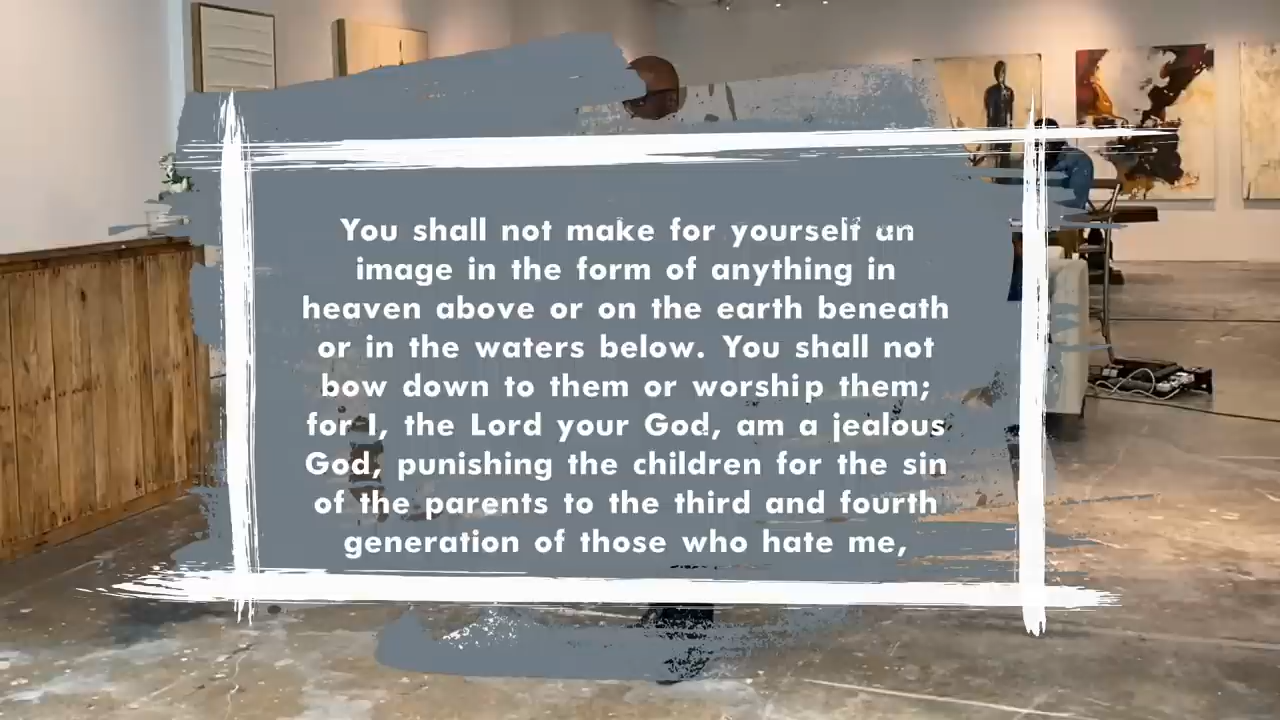 You shall not make for yourself an
image in the form of anything in
heaven above or on the earth beneath
or in the waters below. You shall not
bow down to them or worship them;
for I, the Lord your God, am a jealous
God, punishing the children for the sin
of the parents to the third and fourth
generation of those who hate me,